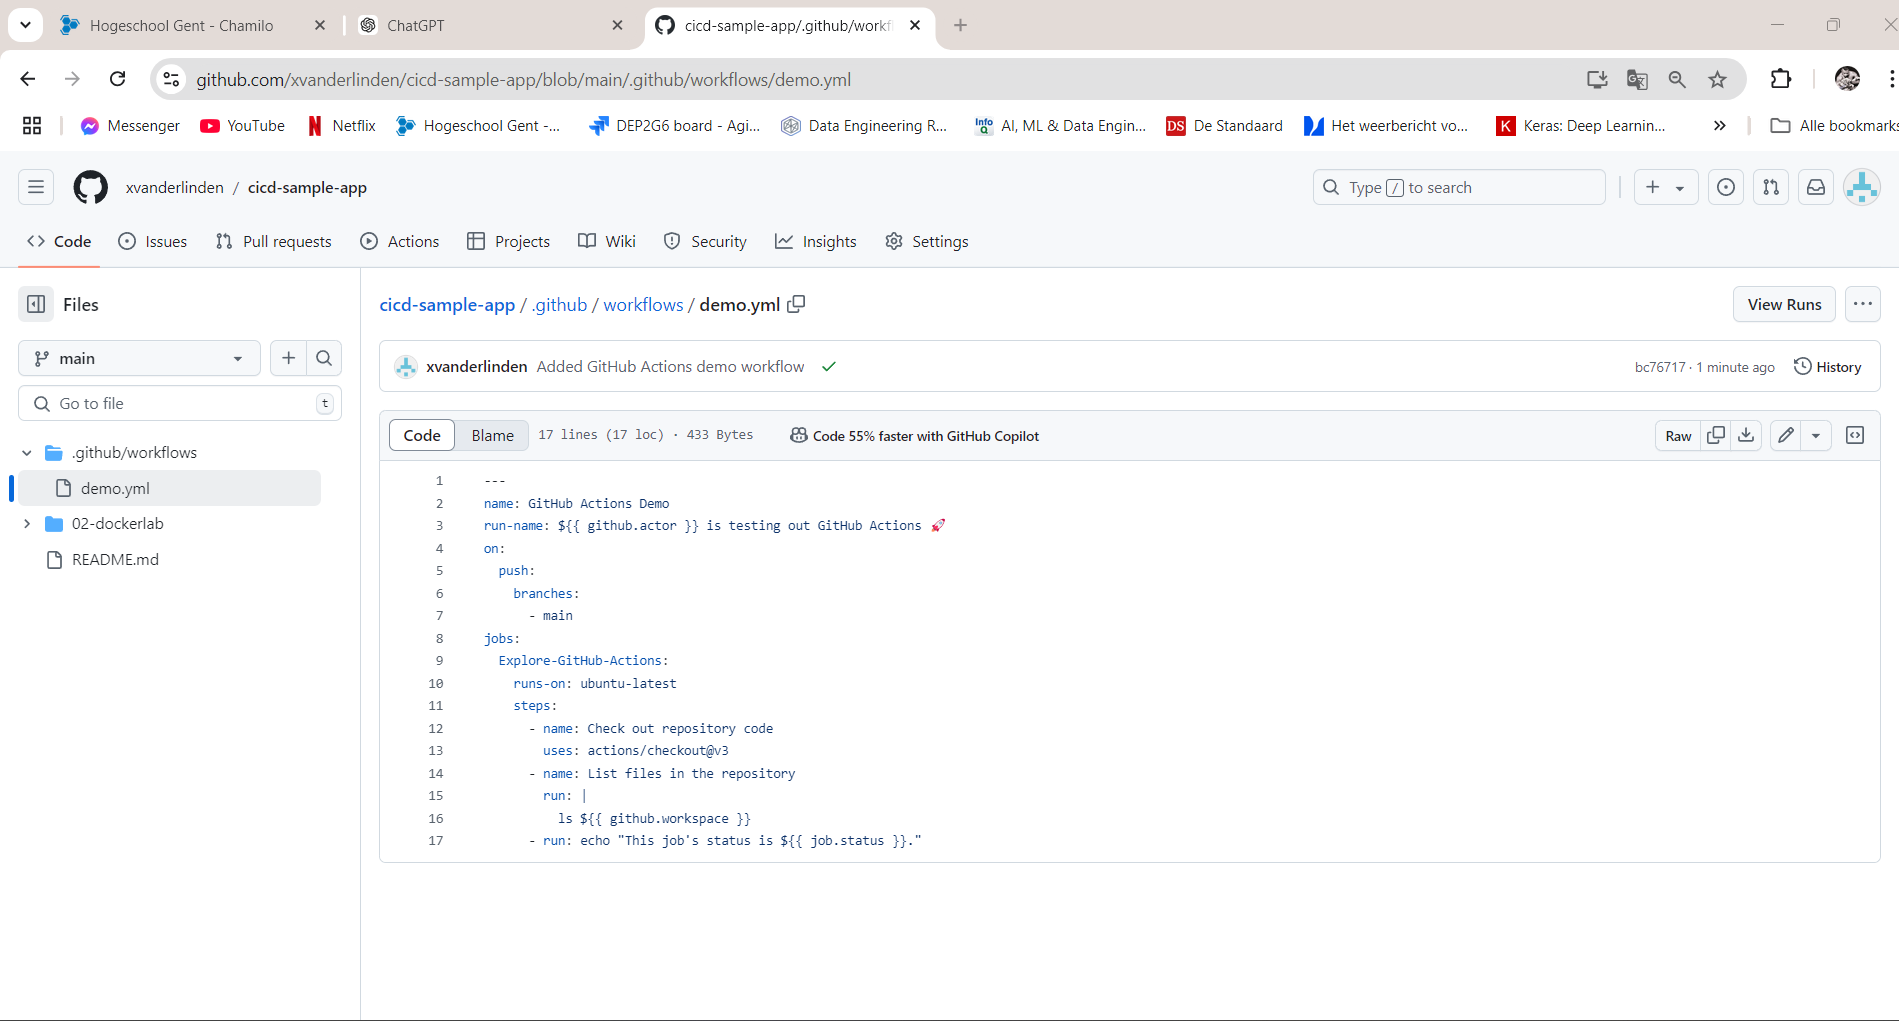 Hogeschool Gent - Chamilo
ChatGPT
cicd-sample-app/.github/workfl
github.com/xvanderlinden/cicd-sample-app/blob/main/.github/workflows/demo.yml
Messenger YouTube Netflix Hogeschool Gent -... DEP2G6 board - Agi... Data Engineering R... Info Q AI, ML & Data Engin... DS De Standaard Het weerbericht vo... K Keras: Deep Learnin... » Alle bookmarks
xvanderlinden / cicd-sample-app
Type / to search
Code Issues Pull requests Actions Projects Wiki Security Insights Settings
Files
main
Go to file t
.github/workflows
demo.yml
02-dockerlab
README.md
cicd-sample-app / .github / workflows / demo.yml
View Runs
xvanderlinden Added GitHub Actions demo workflow
bc76717 · 1 minute ago History
Code Blame 17 lines (17 loc) · 433 Bytes Code 55% faster with GitHub Copilot
Raw
1 ---
2 name: GitHub Actions Demo
3 run-name: ${{ github.actor }} is testing out GitHub Actions 🚀
4 on:
5 push:
6 branches:
7 - main
8 jobs:
9 Explore-GitHub-Actions:
10 runs-on: ubuntu-latest
11 steps:
12 - name: Check out repository code
13 uses: actions/checkout@v3
14 - name: List files in the repository
15 run: |
16 ls ${{ github.workspace }}
17 - run: echo "This job's status is ${{ job.status }}."